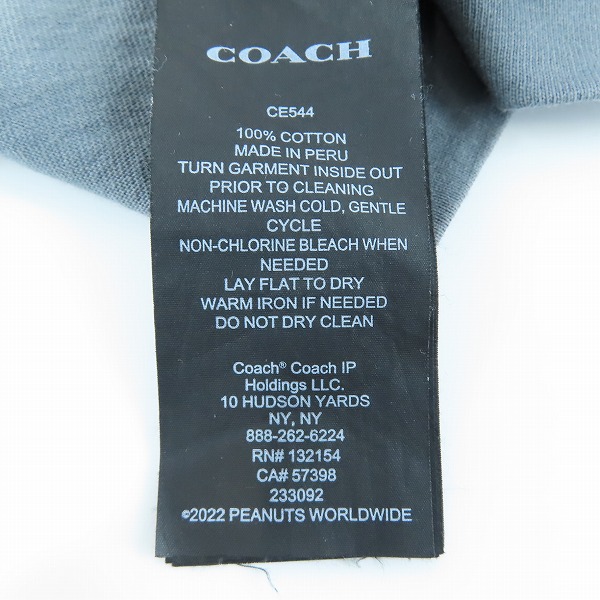 COACH
CE544
100% COTTON
MADE IN PERU
TURN GARMENT INSIDE OUT
PRIOR TO CLEANING
MACHINE WASH COLD, GENTLE
CYCLE
NON-CHLORINE BLEACH WHEN
NEEDED
LAY FLAT TO DRY
WARM IRON IF NEEDED
DO NOT DRY CLEAN
Coach® Coach IP
Holdings LLC.
10 HUDSON YARDS
NY, NY
888-262-6224
RN# 132154
CA# 57398
233092
©2022 PEANUTS WORLDWIDE